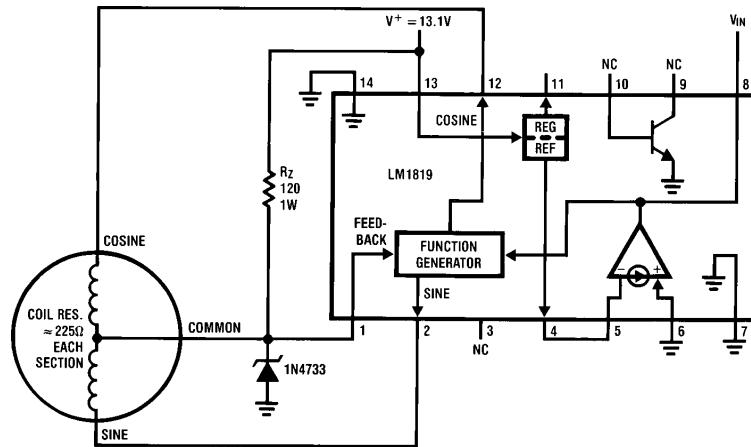 V+ = 13.1V
VIN
NC
NC
14
13
12
11
10
9
8
COSINE
REG
REF
LM1819
RZ
120
1W
FEED-
BACK
FUNCTION
GENERATOR
COSINE
SINE
- +
COIL RES.
≈ 225Ω
EACH
SECTION
COMMON
1
2
3
4
5
6
7
NC
1N4733
SINE